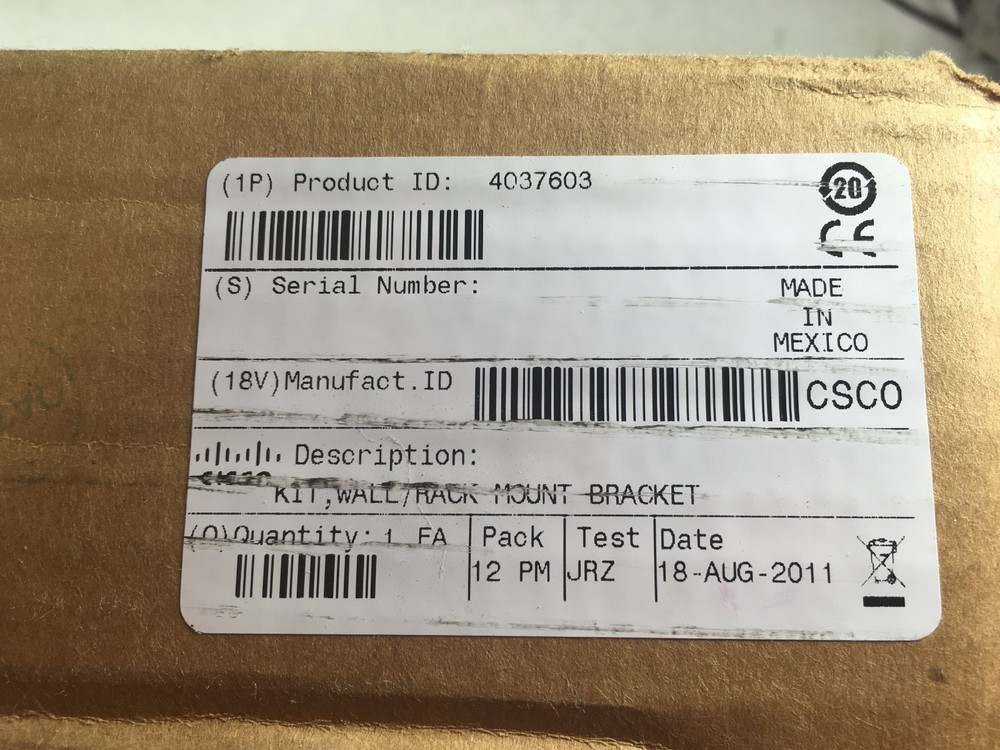 (1P) Product ID: 4037603
20
CE
(S) Serial Number:
MADE
IN
MEXICO
(18V)Manufact.ID
CSCO
cisco
Description:
KIT,WALL/RACK MOUNT BRACKET
(Q)Quantity: 1 EA
Pack
12 PM
Test
JRZ
Date
18-AUG-2011